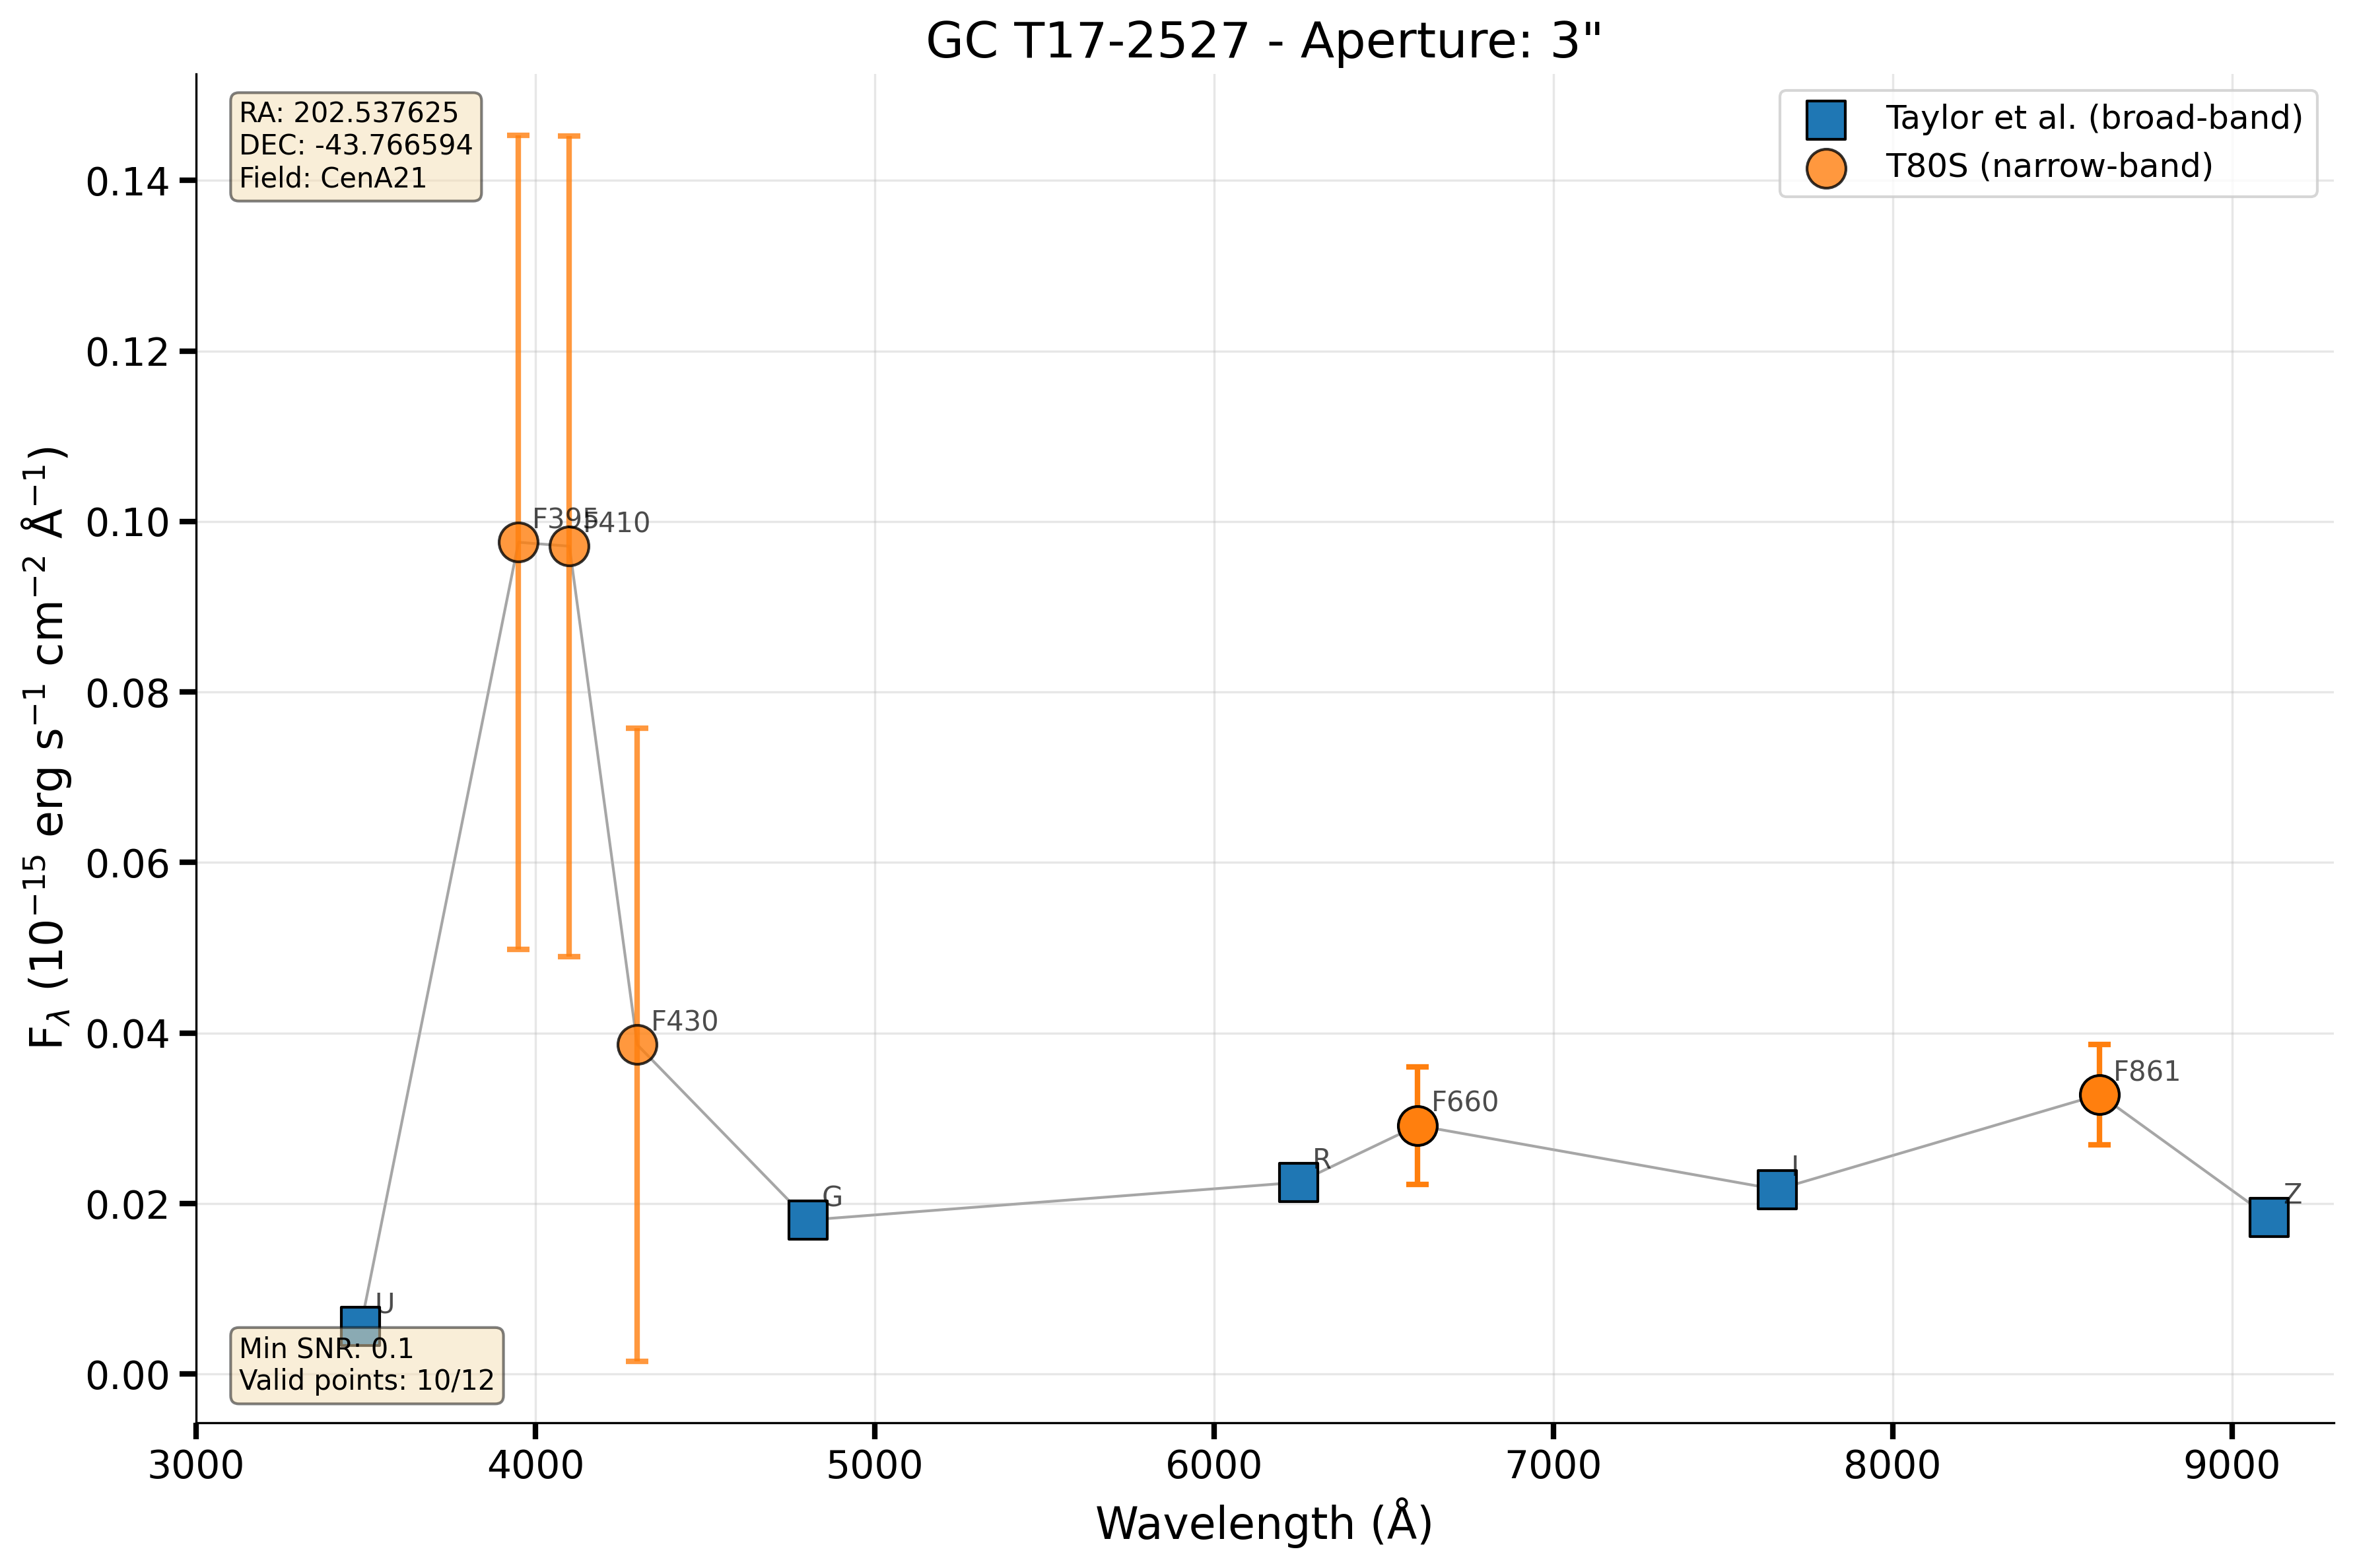 GC T17-2527 - Aperture: 3"
RA: 202.537625
DEC: -43.766594
Field: CenA21
Taylor et al. (broad-band)
T80S (narrow-band)
0.14
0.12
0.10
0.08
0.06
0.04
0.02
0.00
F_λ (10⁻¹⁵ erg s⁻¹ cm⁻² Å⁻¹)
F395
F410
F430
F861
F660
R
I
G
Z
U
Min SNR: 0.1
Valid points: 10/12
3000 4000 5000 6000 7000 8000 9000
Wavelength (Å)